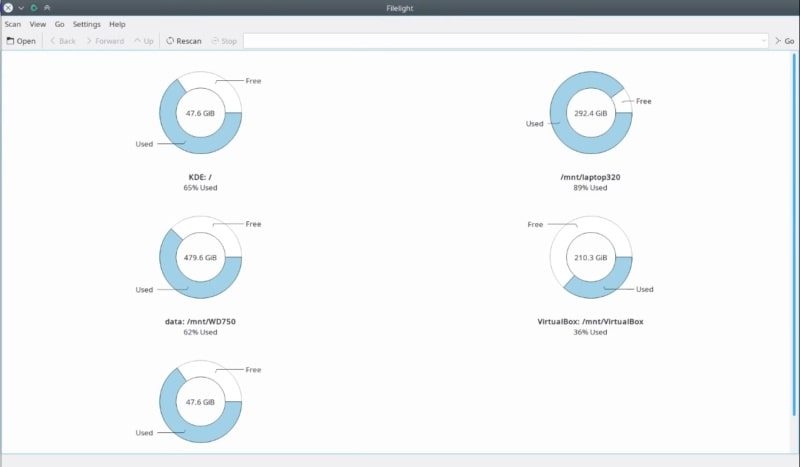 Filelight
Scan View Go Settings Help
Open Back Forward Up Rescan Stop Go
Free
47.6 GiB
Used
KDE: /
65% Used
Free
292.4 GiB
Used
/mnt/laptop320
89% Used
Free
479.6 GiB
Used
data: /mnt/WD750
62% Used
Free
210.3 GiB
Used
VirtualBox: /mnt/VirtualBox
36% Used
Free
47.6 GiB
Used